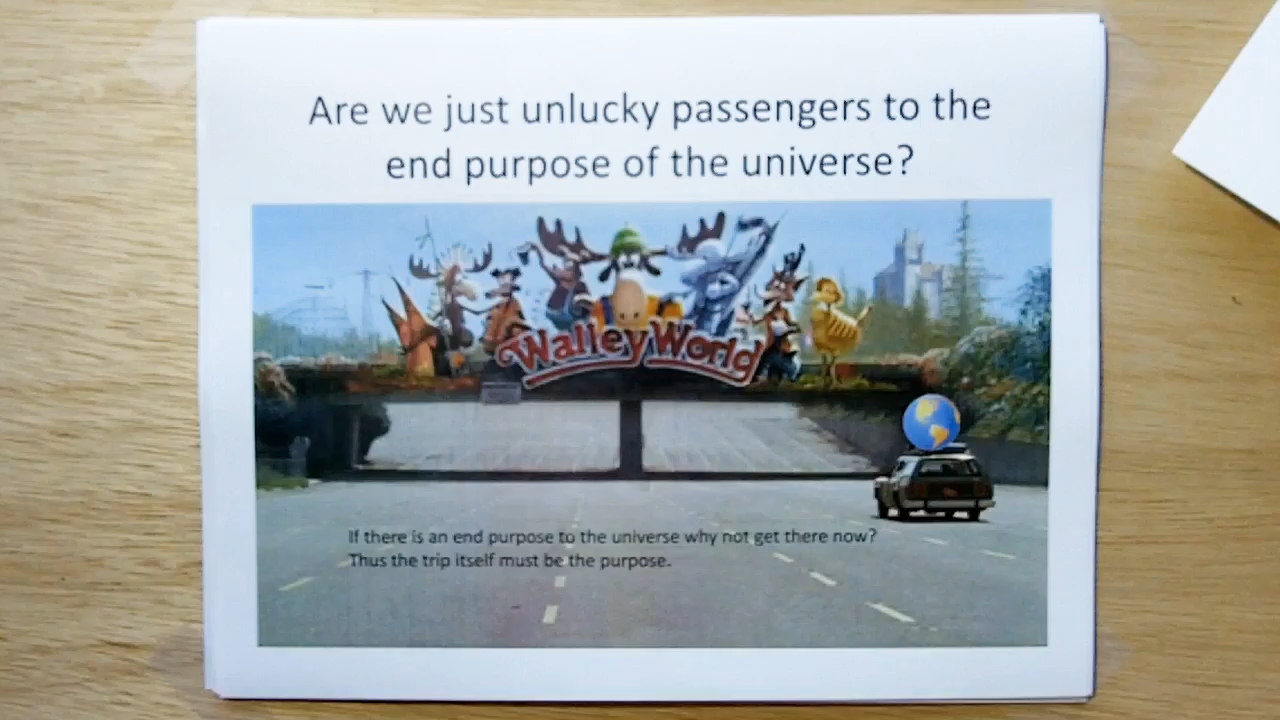 Are we just unlucky passengers to the
end purpose of the universe?
Walley World
If there is an end purpose to the universe why not get there now?
Thus the trip itself must be the purpose.